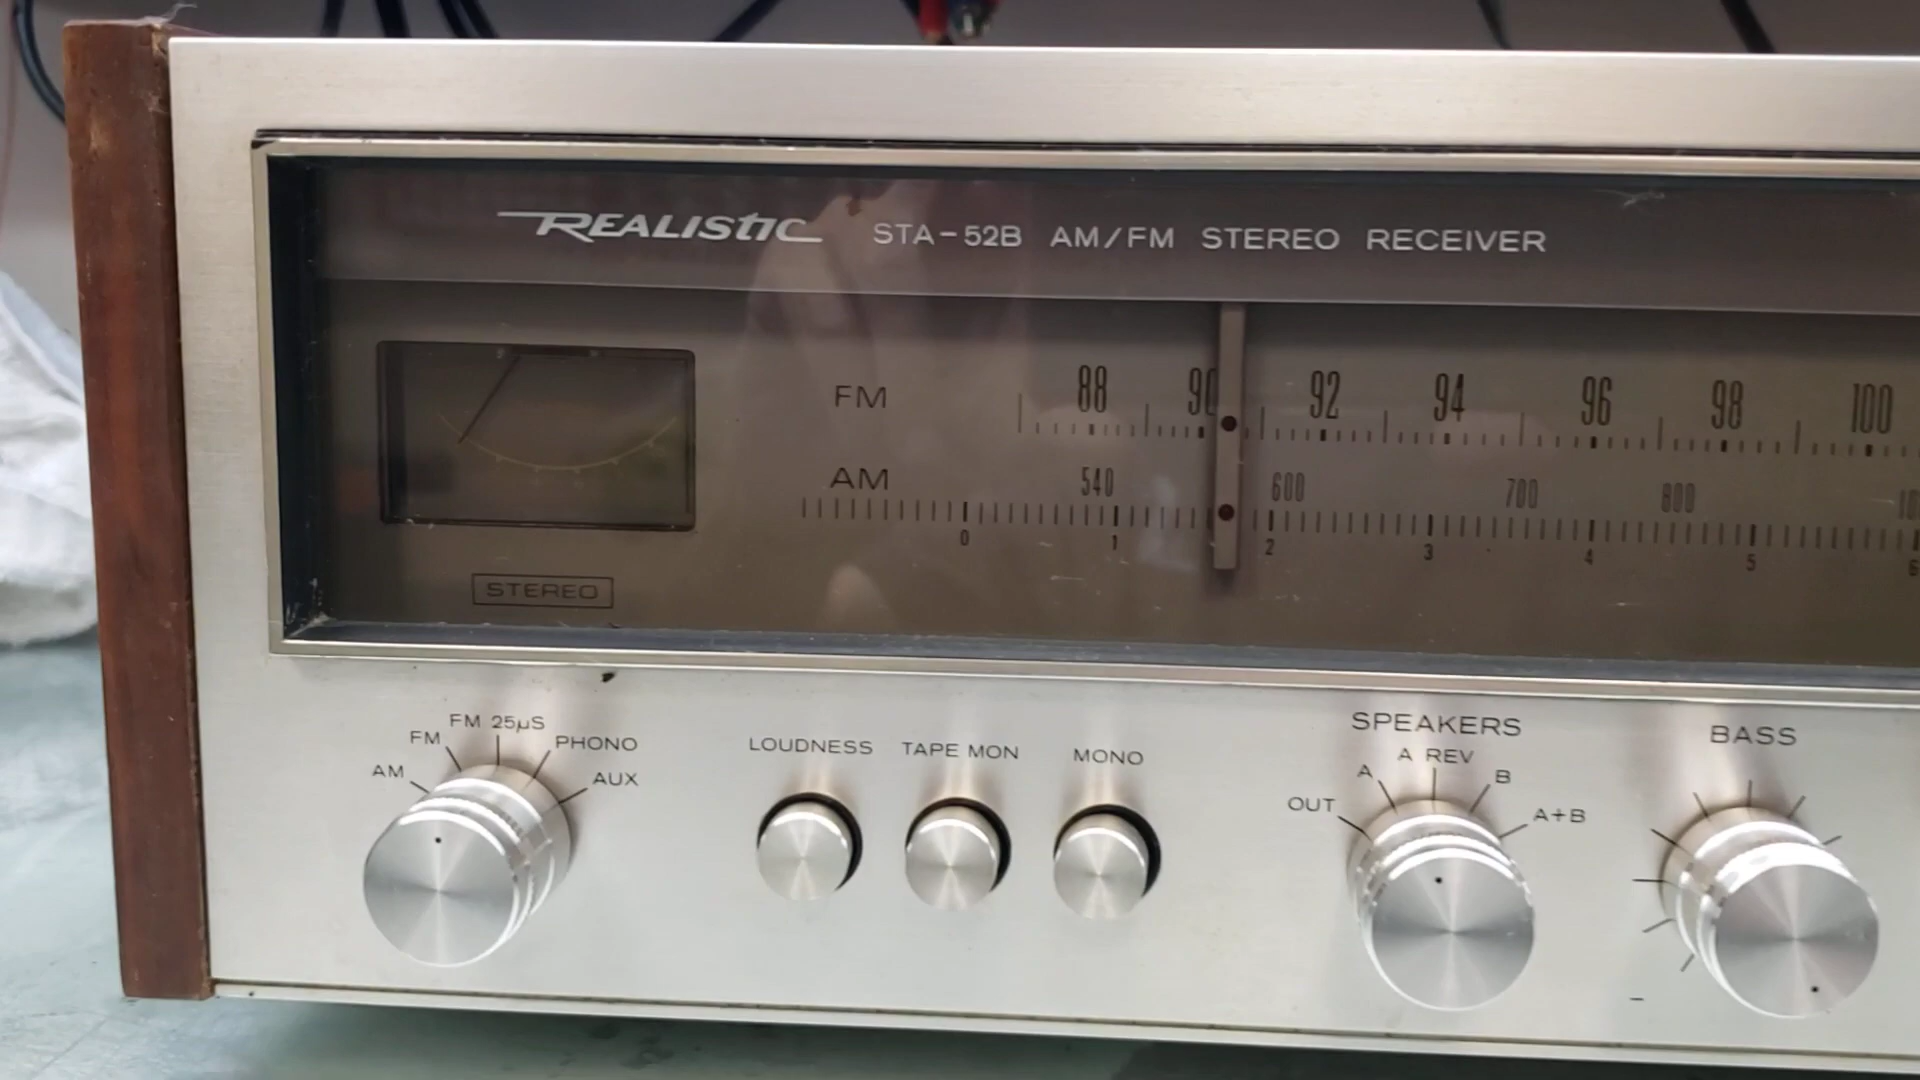 REALISTIC STA-52B AM/FM STEREO RECEIVER
FM 88 90 92 94 96 98 100
AM 540 600 700 800
0 1 2 3 4 5 6
STEREO
AM FM FM 25µS PHONO AUX
LOUDNESS TAPE MON MONO
SPEAKERS
OUT A A REV B A+B
BASS
-